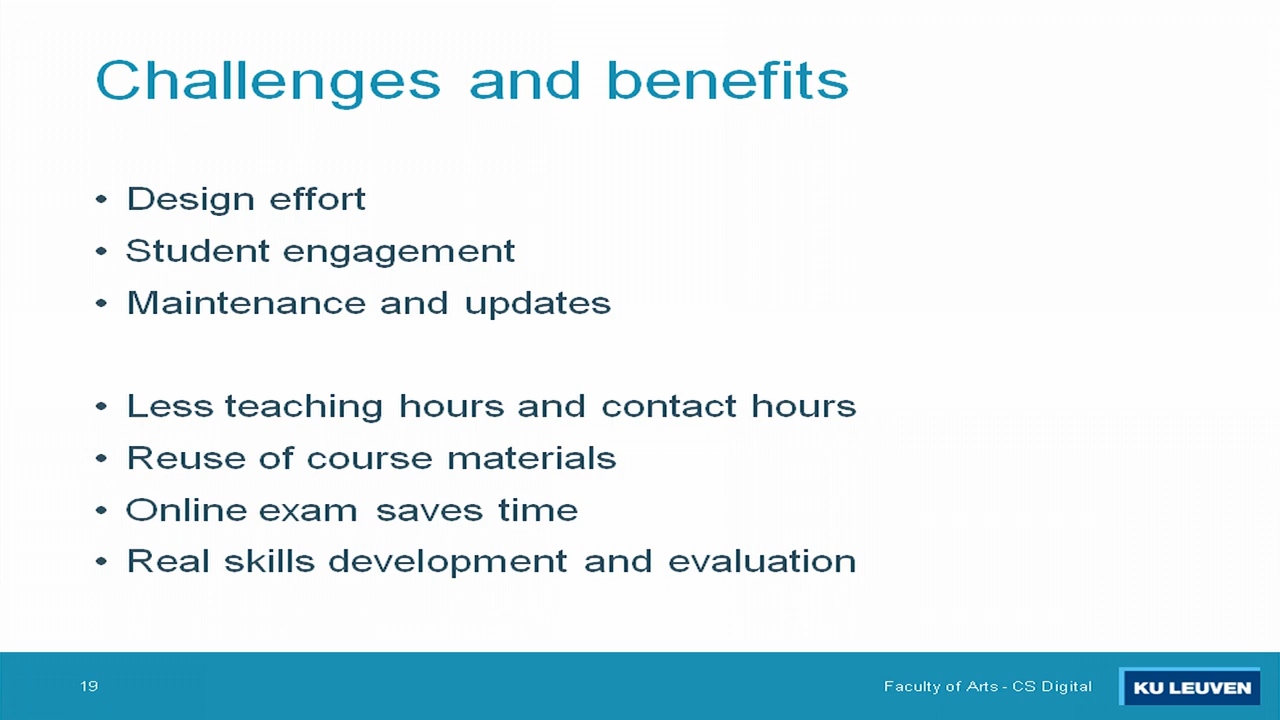 Challenges and benefits
• Design effort
• Student engagement
• Maintenance and updates
• Less teaching hours and contact hours
• Reuse of course materials
• Online exam saves time
• Real skills development and evaluation
19
Faculty of Arts - CS Digital
KU LEUVEN